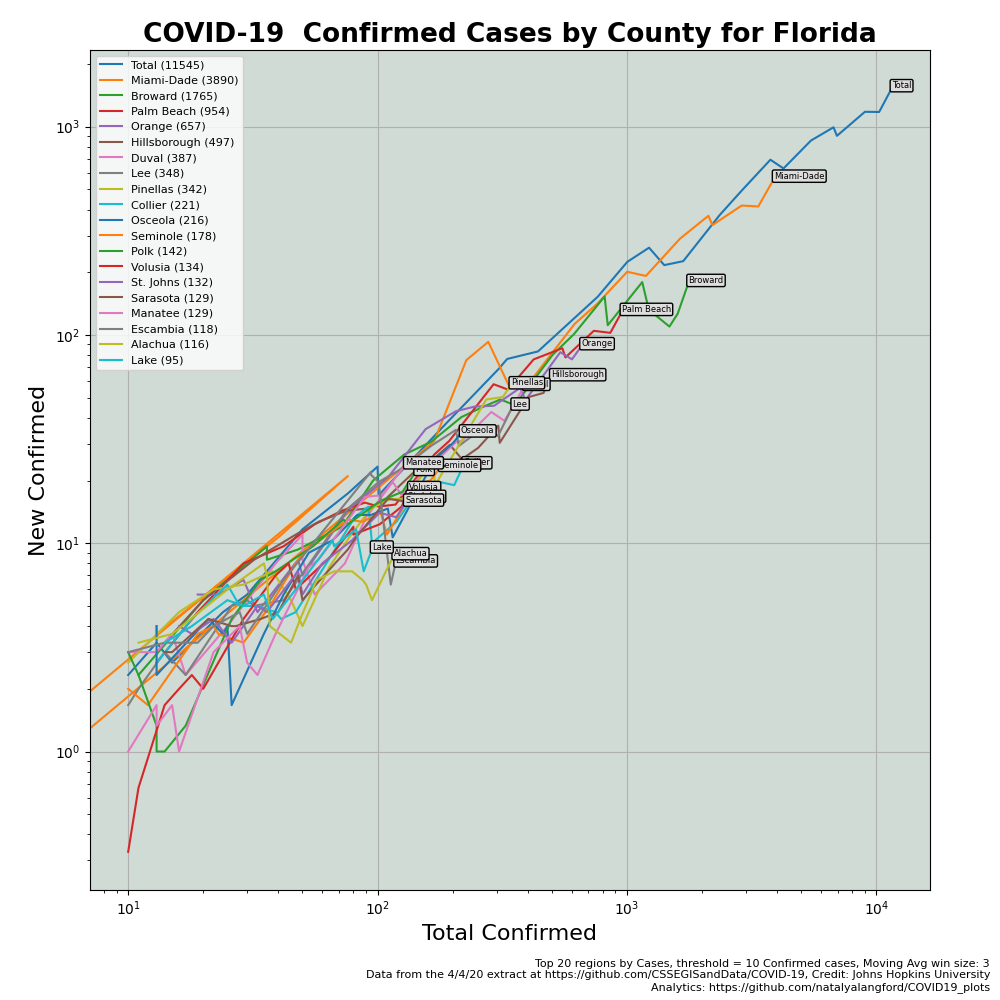 COVID-19  Confirmed Cases by County for Florida
Total (11545)
Miami-Dade (3890)
Broward (1765)
Palm Beach (954)
Orange (657)
Hillsborough (497)
Duval (387)
Lee (348)
Pinellas (342)
Collier (221)
Osceola (216)
Seminole (178)
Polk (142)
Volusia (134)
St. Johns (132)
Sarasota (129)
Manatee (129)
Escambia (118)
Alachua (116)
Lake (95)
Total
Miami-Dade
Broward
Palm Beach
Orange
Hillsborough
Pinellas
Lee
Osceola
Manatee
Seminole
Volusia
Sarasota
Lake
Alachua
Escambia
10³
10²
10¹
10⁰
New Confirmed
10¹ 10² 10³ 10⁴
Total Confirmed
Top 20 regions by Cases, threshold = 10 Confirmed cases, Moving Avg win size: 3
Data from the 4/4/20 extract at https://github.com/CSSEGISandData/COVID-19, Credit: Johns Hopkins University
Analytics: https://github.com/natalyalangford/COVID19_plots